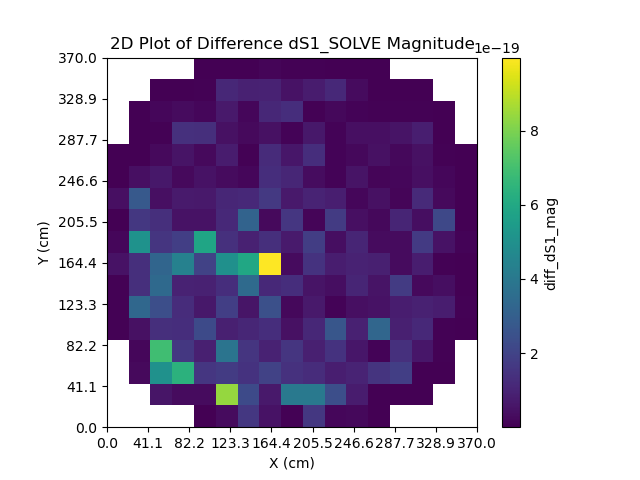 2D Plot of Difference dS1_SOLVE Magnitude
1e−19
370.0
328.9
287.7
246.6
205.5
164.4
123.3
82.2
41.1
0.0
Y (cm)
0.0 41.1 82.2 123.3 164.4 205.5 246.6 287.7 328.9 370.0
X (cm)
8
6
4
2
diff_dS1_mag